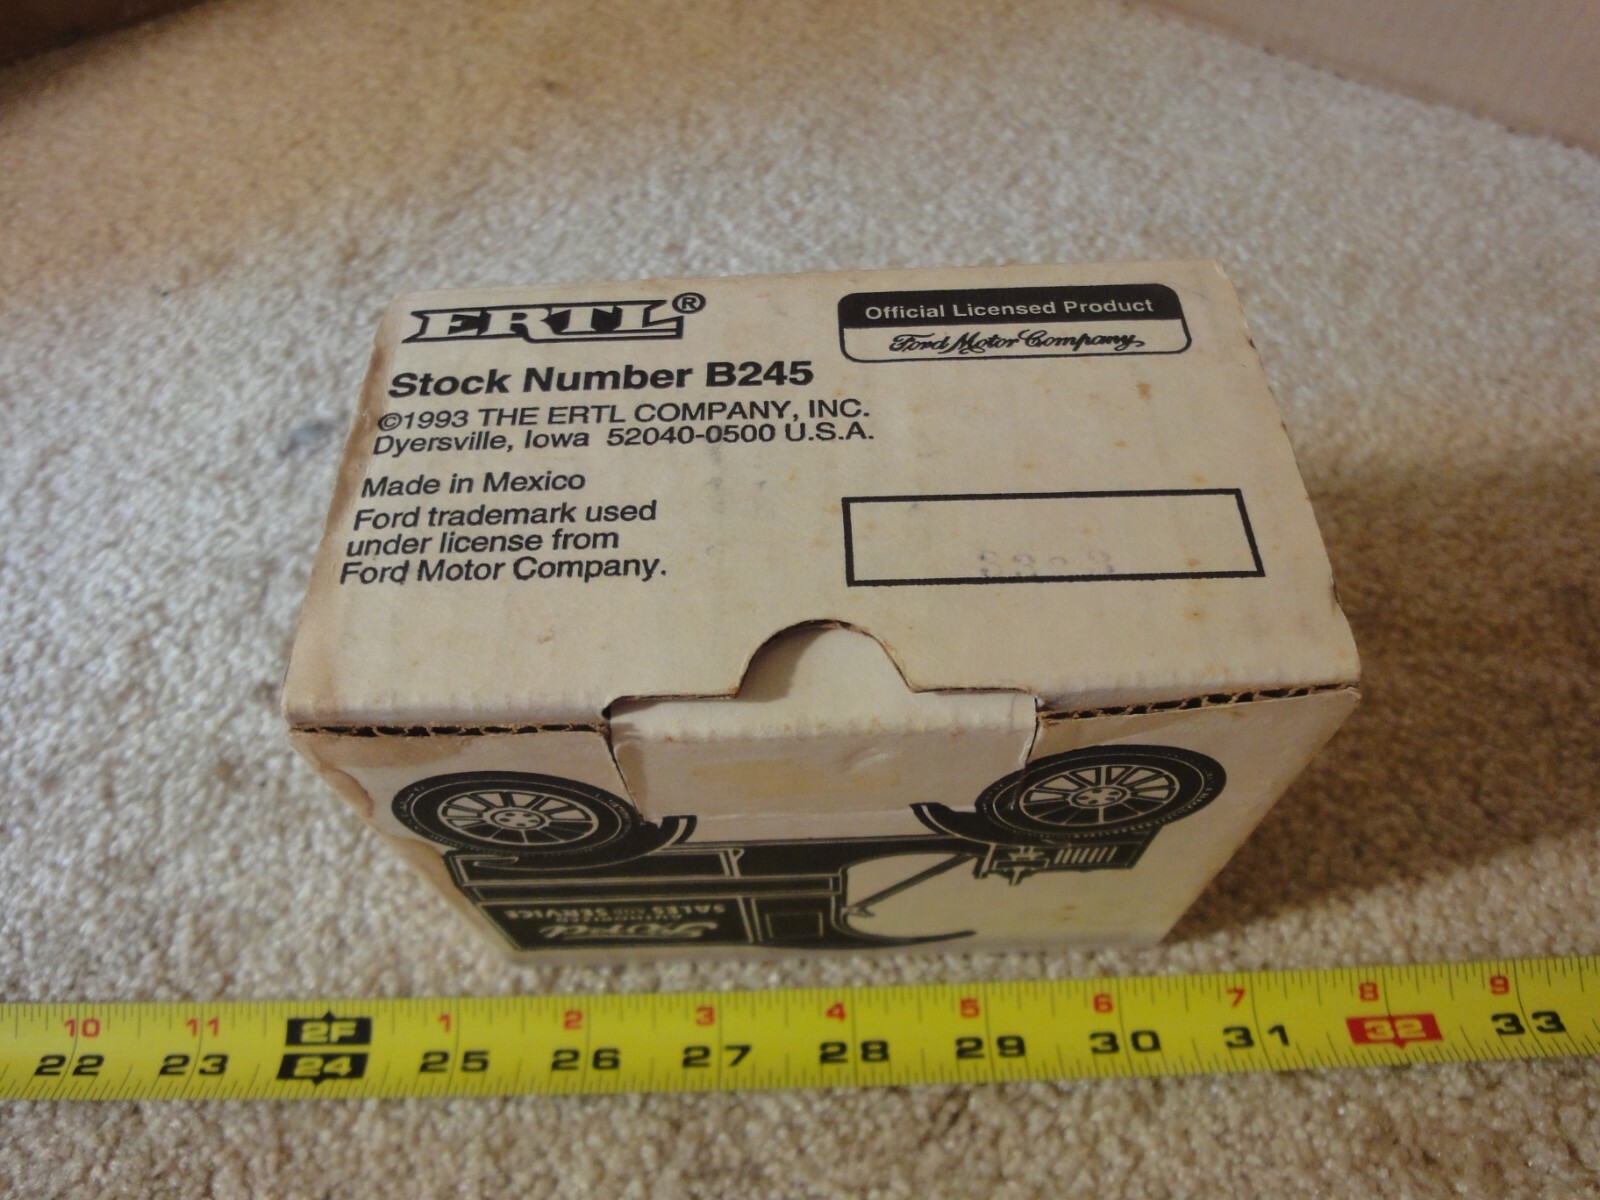 ERTL®
Official Licensed Product
Ford Motor Company
Stock Number B245
©1993 THE ERTL COMPANY, INC.
Dyersville, Iowa 52040-0500 U.S.A.
Made in Mexico
Ford trademark used
under license from
Ford Motor Company.
Ford
AUTHORIZED
SALES AND SERVICE
10 11 2F 1 2 3 4 5 6 7 8 9
22 23 24 25 26 27 28 29 30 31 32 33